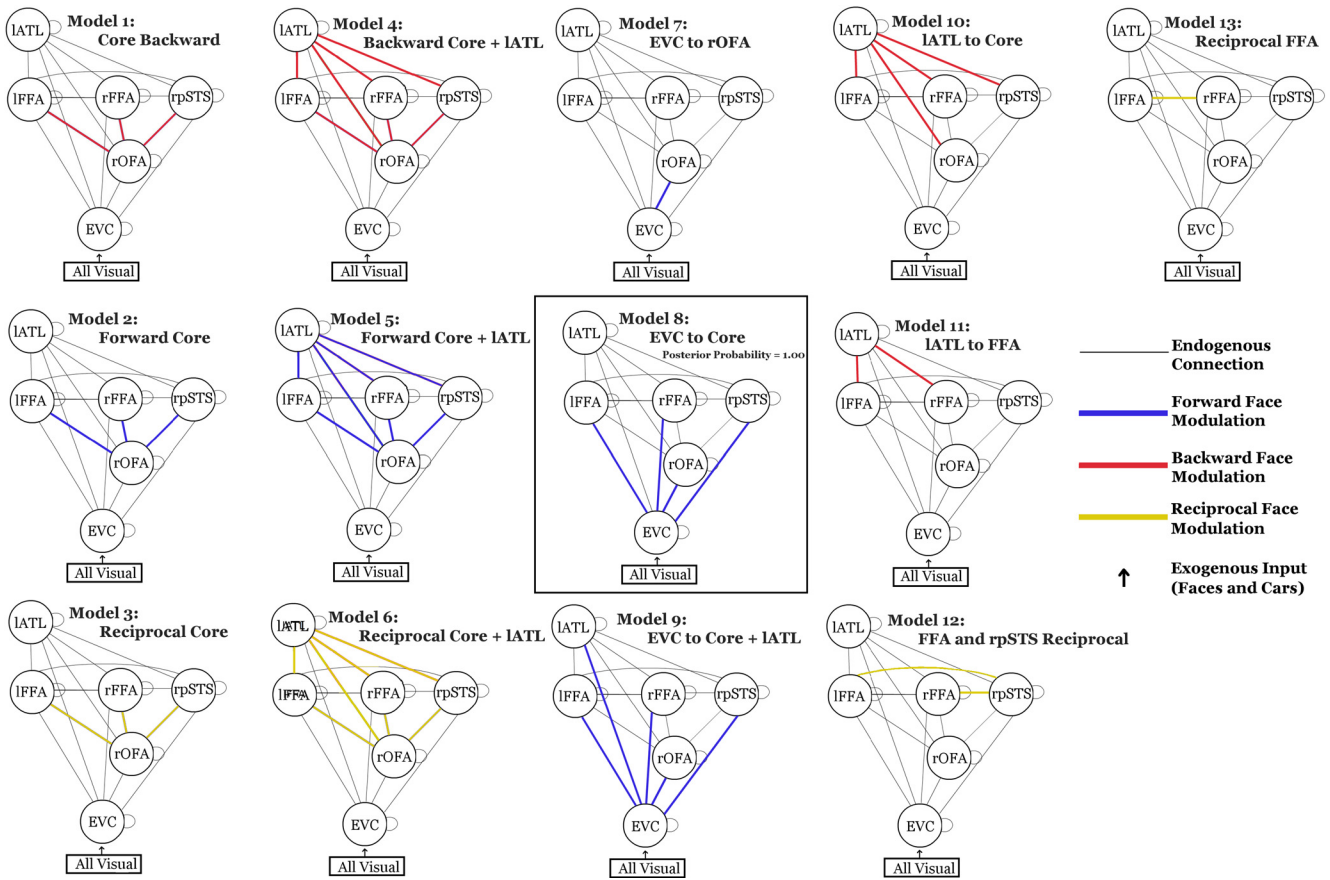 Model 1:
Core Backward
lATL
lFFA
rFFA
rpSTS
rOFA
EVC
All Visual
Model 4:
Backward Core + lATL
lATL
lFFA
rFFA
rpSTS
rOFA
EVC
All Visual
Model 7:
EVC to rOFA
lATL
lFFA
rFFA
rpSTS
rOFA
EVC
All Visual
Model 10:
lATL to Core
lATL
lFFA
rFFA
rpSTS
rOFA
EVC
All Visual
Model 13:
Reciprocal FFA
lATL
lFFA
rFFA
rpSTS
rOFA
EVC
All Visual
Model 2:
Forward Core
lATL
lFFA
rFFA
rpSTS
rOFA
EVC
All Visual
Model 5:
Forward Core + lATL
lATL
lFFA
rFFA
rpSTS
rOFA
EVC
All Visual
Model 8:
EVC to Core
Posterior Probability = 1.00
lATL
lFFA
rFFA
rpSTS
rOFA
EVC
All Visual
Model 11:
lATL to FFA
lATL
lFFA
rFFA
rpSTS
rOFA
EVC
All Visual
Endogenous
Connection
Forward Face
Modulation
Backward Face
Modulation
Reciprocal Face
Modulation
Exogenous Input
(Faces and Cars)
Model 3:
Reciprocal Core
lATL
lFFA
rFFA
rpSTS
rOFA
EVC
All Visual
Model 6:
Reciprocal Core + lATL
lATL
lFFA
rFFA
rpSTS
rOFA
EVC
All Visual
Model 9:
EVC to Core + lATL
lATL
lFFA
rFFA
rpSTS
rOFA
EVC
All Visual
Model 12:
FFA and rpSTS Reciprocal
lATL
lFFA
rFFA
rpSTS
rOFA
EVC
All Visual